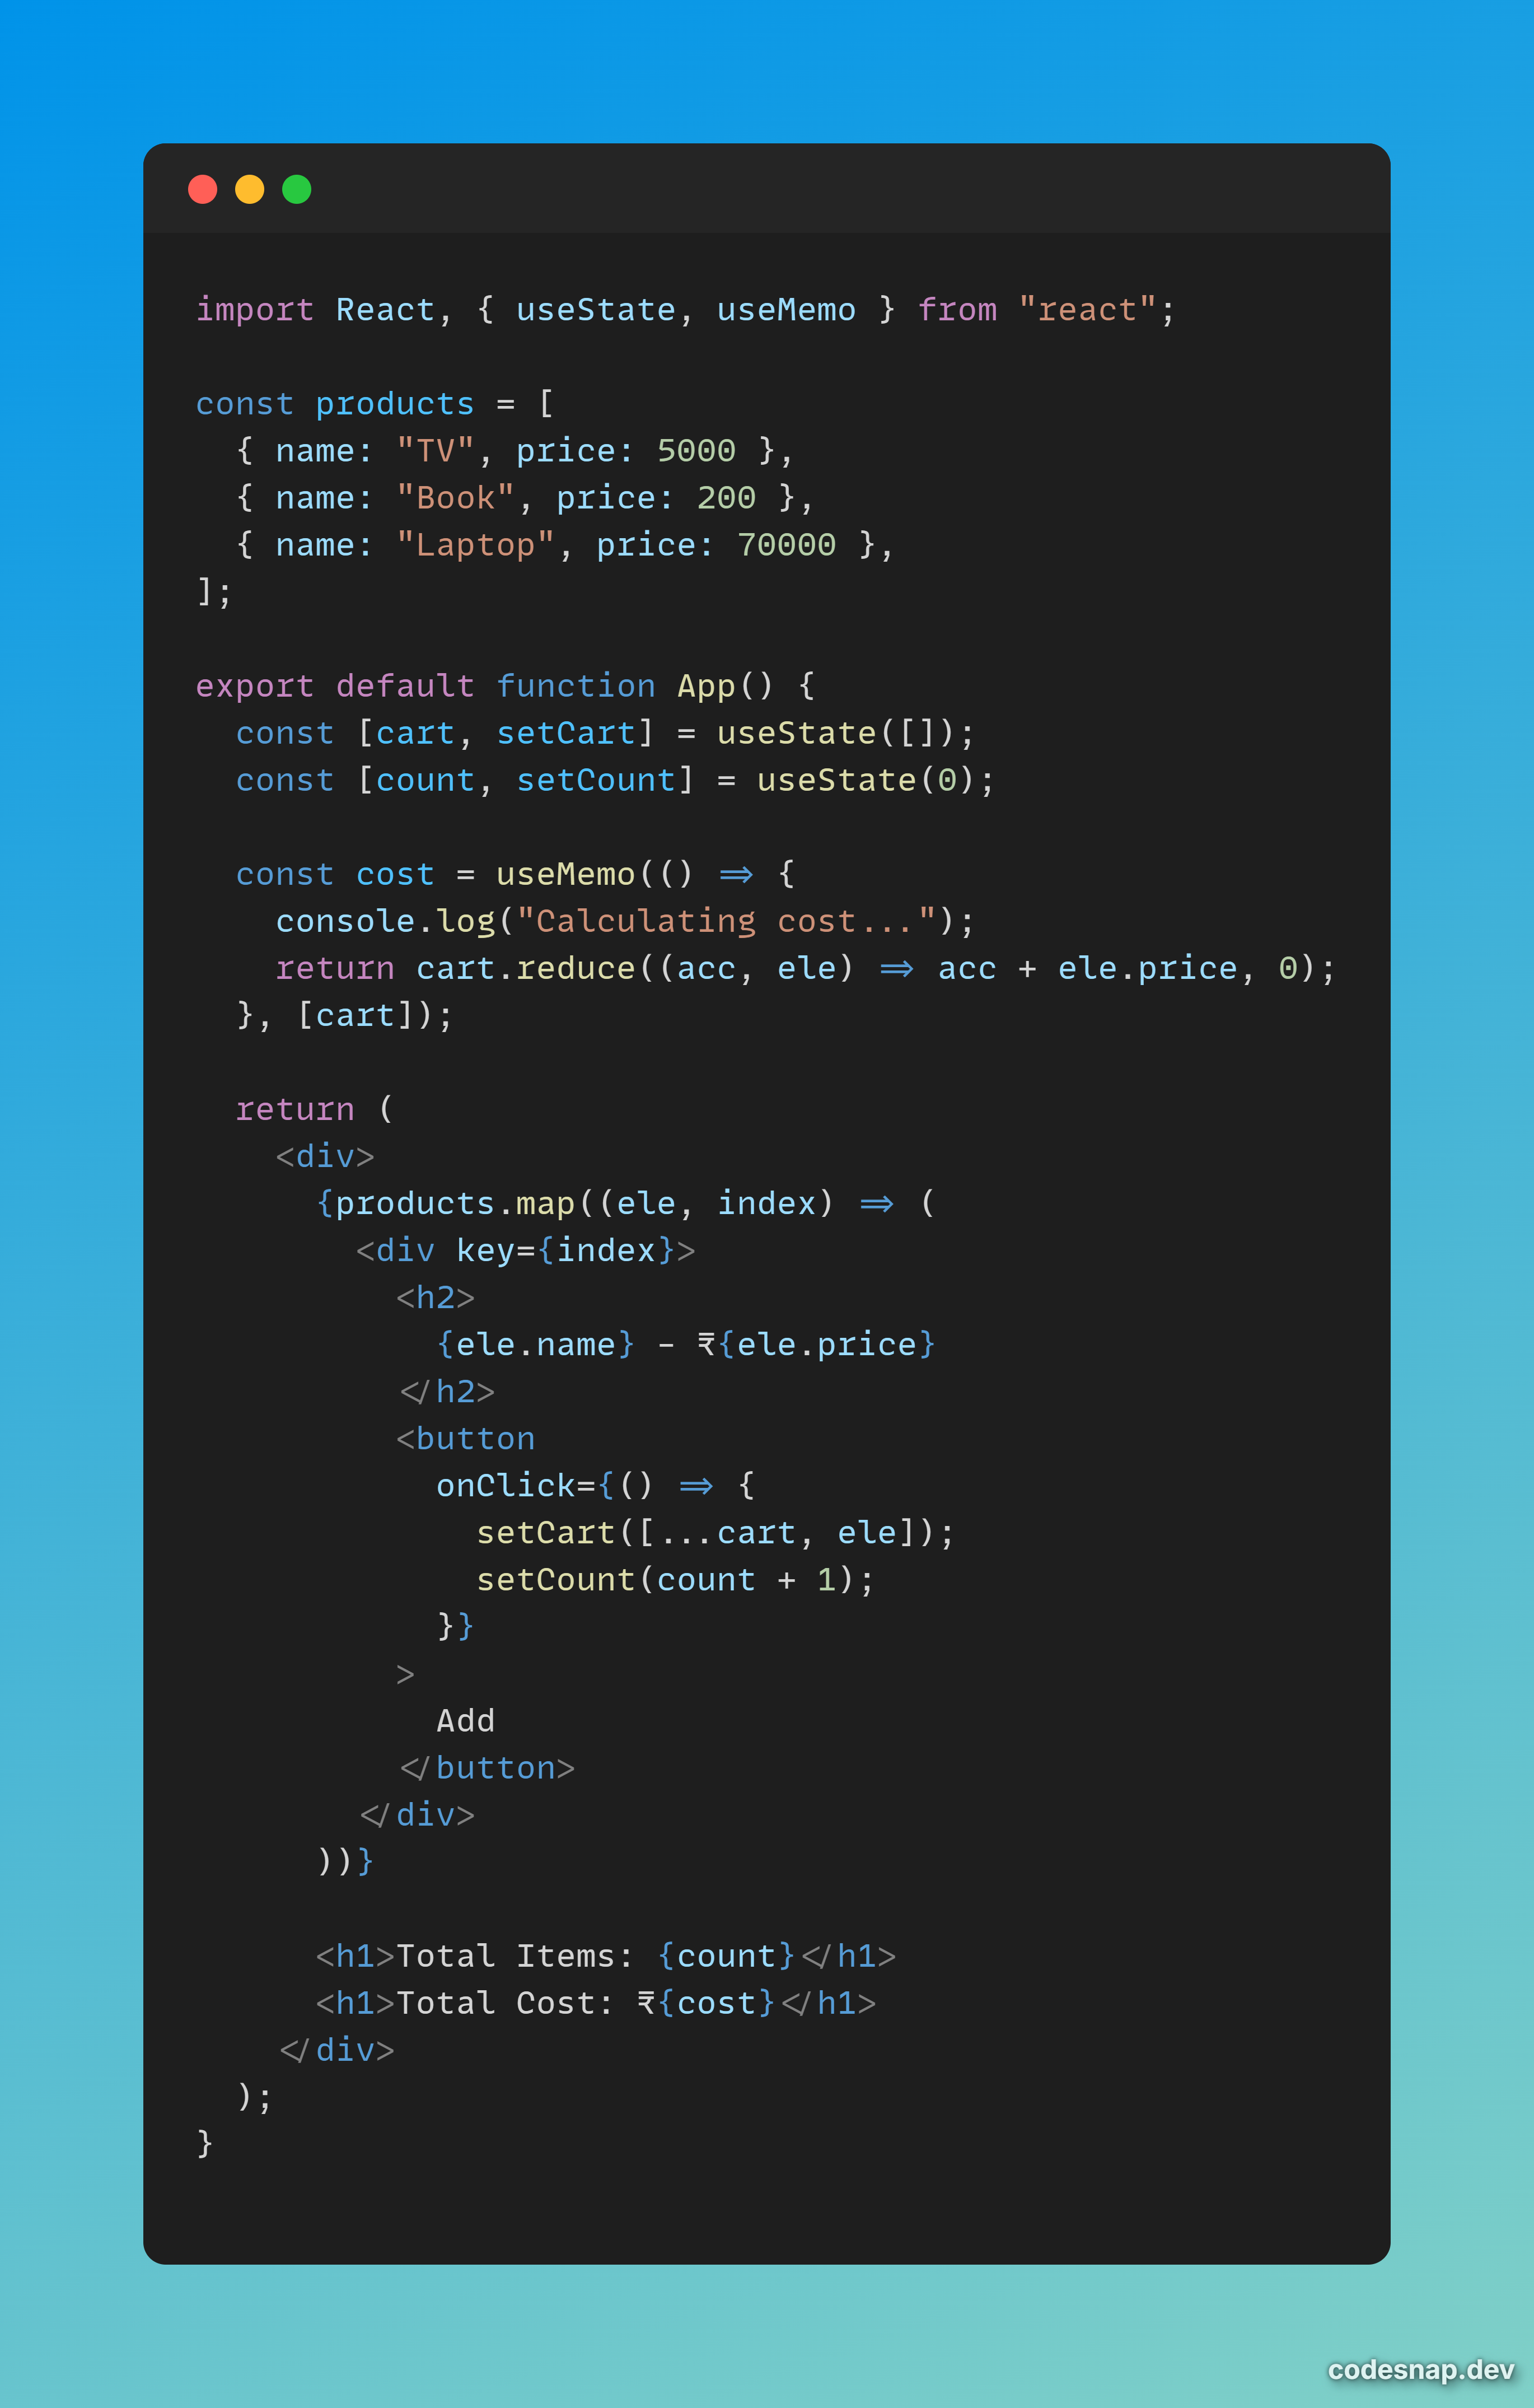 import React, { useState, useMemo } from "react";
const products = [
  { name: "TV", price: 5000 },
  { name: "Book", price: 200 },
  { name: "Laptop", price: 70000 },
];
export default function App() {
  const [cart, setCart] = useState([]);
  const [count, setCount] = useState(0);
  const cost = useMemo(() => {
    console.log("Calculating cost...");
    return cart.reduce((acc, ele) => acc + ele.price, 0);
  }, [cart]);
  return (
    <div>
      {products.map((ele, index) => (
        <div key={index}>
          <h2>
            {ele.name} - ₹{ele.price}
          </h2>
          <button
            onClick={() => {
              setCart([...cart, ele]);
              setCount(count + 1);
            }}
          >
            Add
          </button>
        </div>
      ))}
      <h1>Total Items: {count}</h1>
      <h1>Total Cost: ₹{cost}</h1>
    </div>
  );
}
codesnap.dev